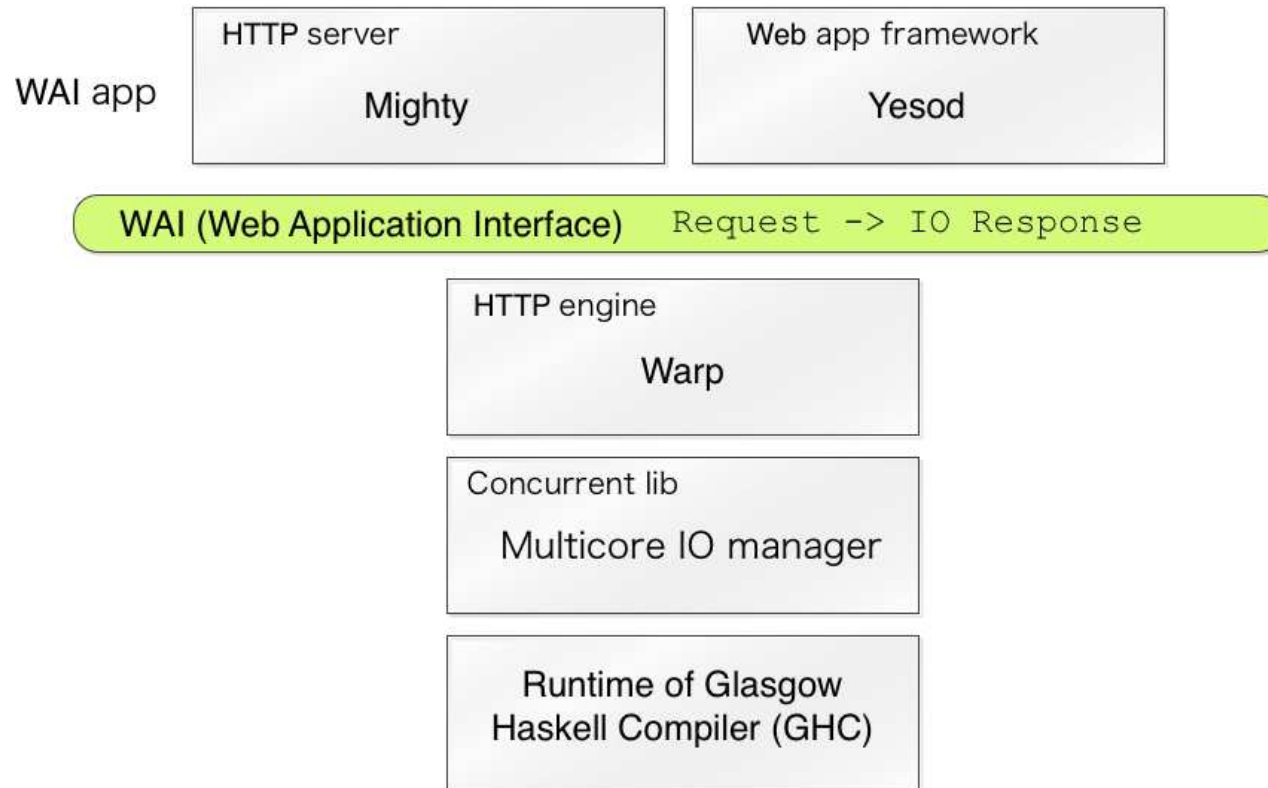 HTTP server
Web app framework
WAI app
Mighty
Yesod
WAI (Web Application Interface) Request -> IO Response
HTTP engine
Warp
Concurrent lib
Multicore IO manager
Runtime of Glasgow
Haskell Compiler (GHC)